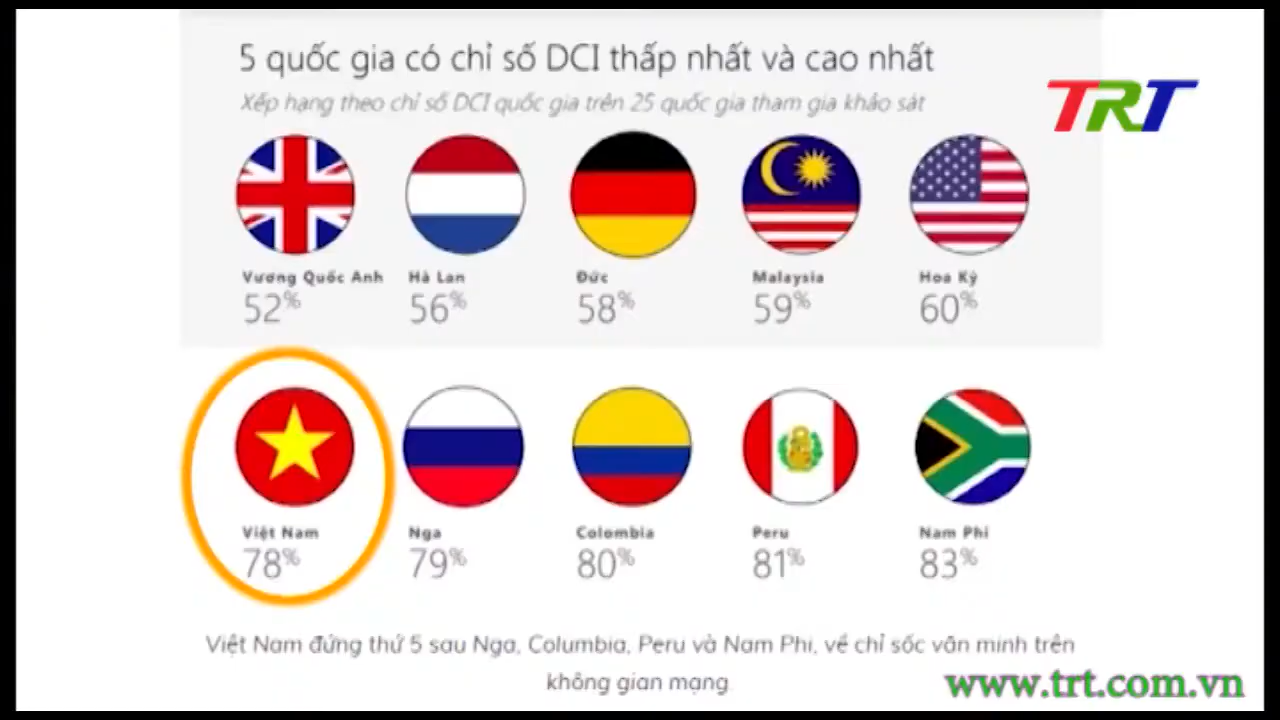 5 quốc gia có chỉ số DCI thấp nhất và cao nhất
Xếp hạng theo chỉ số DCI quốc gia trên 25 quốc gia tham gia khảo sát
TRT
Vương Quốc Anh Hà Lan Đức Malaysia Hoa Kỳ
52% 56% 58% 59% 60%
Việt Nam Nga Colombia Peru Nam Phi
78% 79% 80% 81% 83%
Việt Nam đứng thứ 5 sau Nga, Columbia, Peru và Nam Phi, về chỉ sốc văn minh trên
không gian mạng
www.trt.com.vn